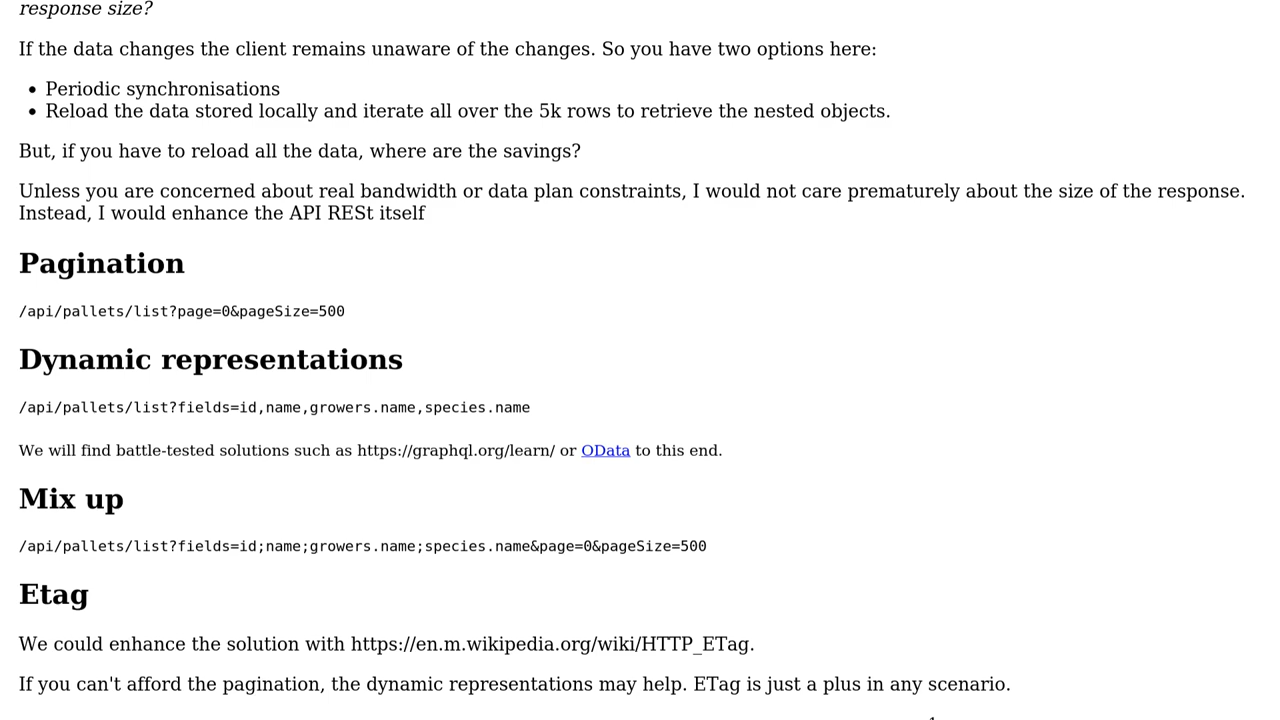 response size?
If the data changes the client remains unaware of the changes. So you have two options here:
• Periodic synchronisations
• Reload the data stored locally and iterate all over the 5k rows to retrieve the nested objects.
But, if you have to reload all the data, where are the savings?
Unless you are concerned about real bandwidth or data plan constraints, I would not care prematurely about the size of the response.
Instead, I would enhance the API RESt itself
Pagination
/api/pallets/list?page=0&pageSize=500
Dynamic representations
/api/pallets/list?fields=id,name,growers.name,species.name
We will find battle-tested solutions such as https://graphql.org/learn/ or OData to this end.
Mix up
/api/pallets/list?fields=id;name;growers.name;species.name&page=0&pageSize=500
Etag
We could enhance the solution with https://en.m.wikipedia.org/wiki/HTTP_ETag.
If you can't afford the pagination, the dynamic representations may help. ETag is just a plus in any scenario.